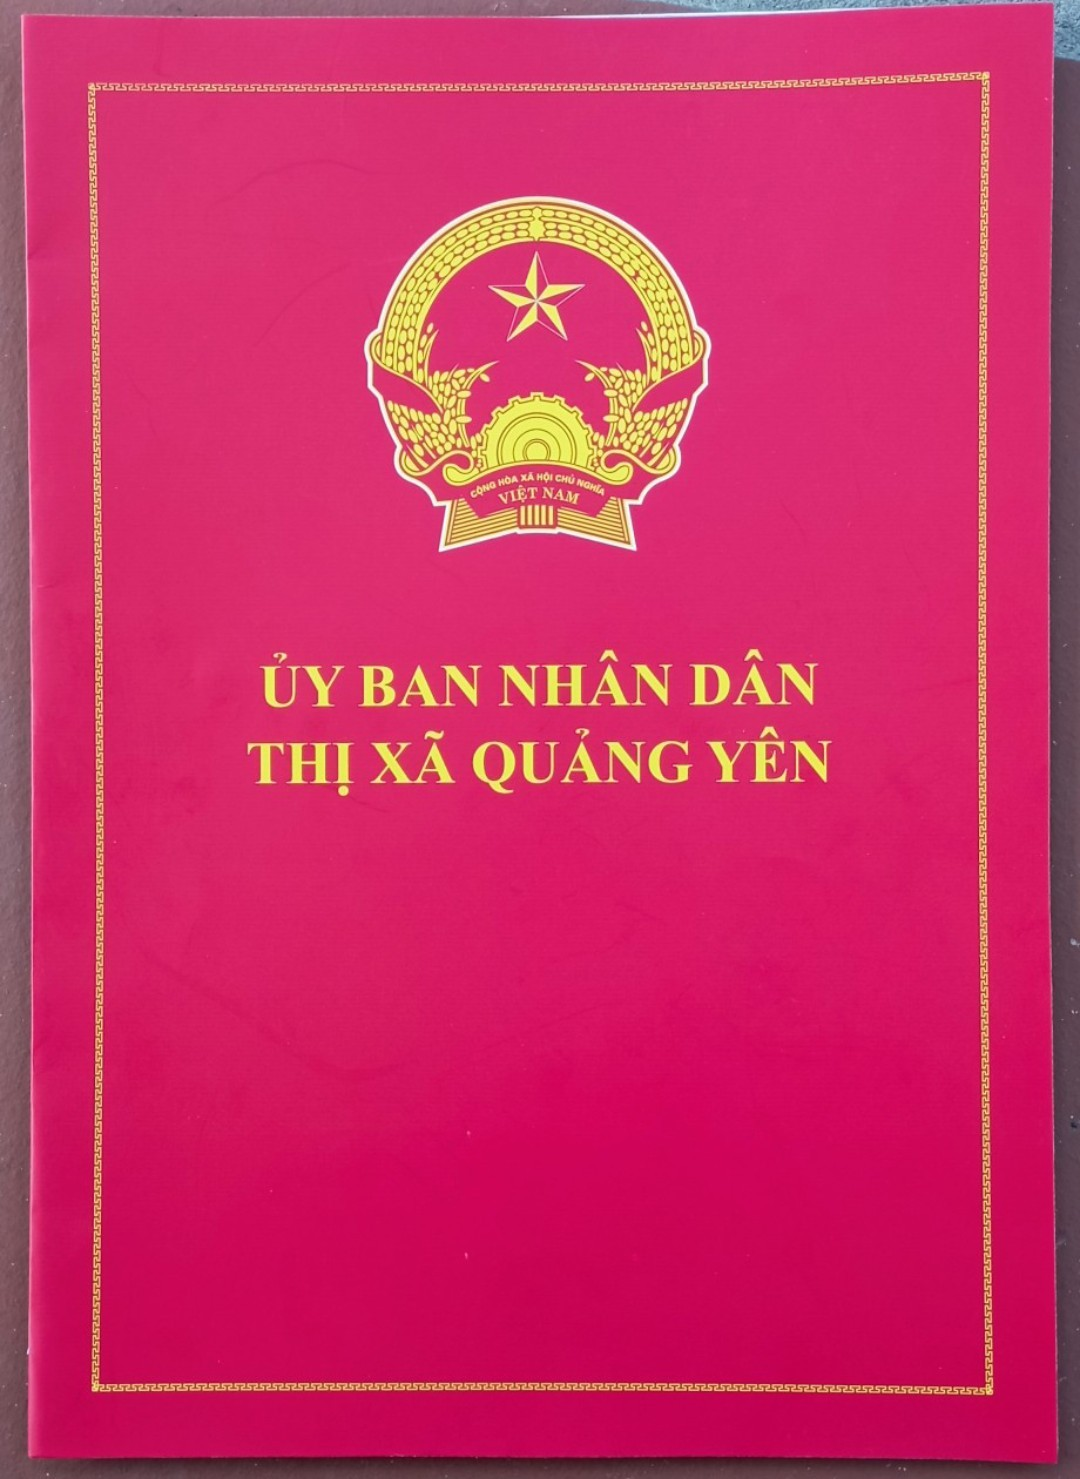 CỘNG HÒA XÃ HỘI CHỦ NGHĨA
VIỆT NAM
ỦY BAN NHÂN DÂN
THỊ XÃ QUẢNG YÊN